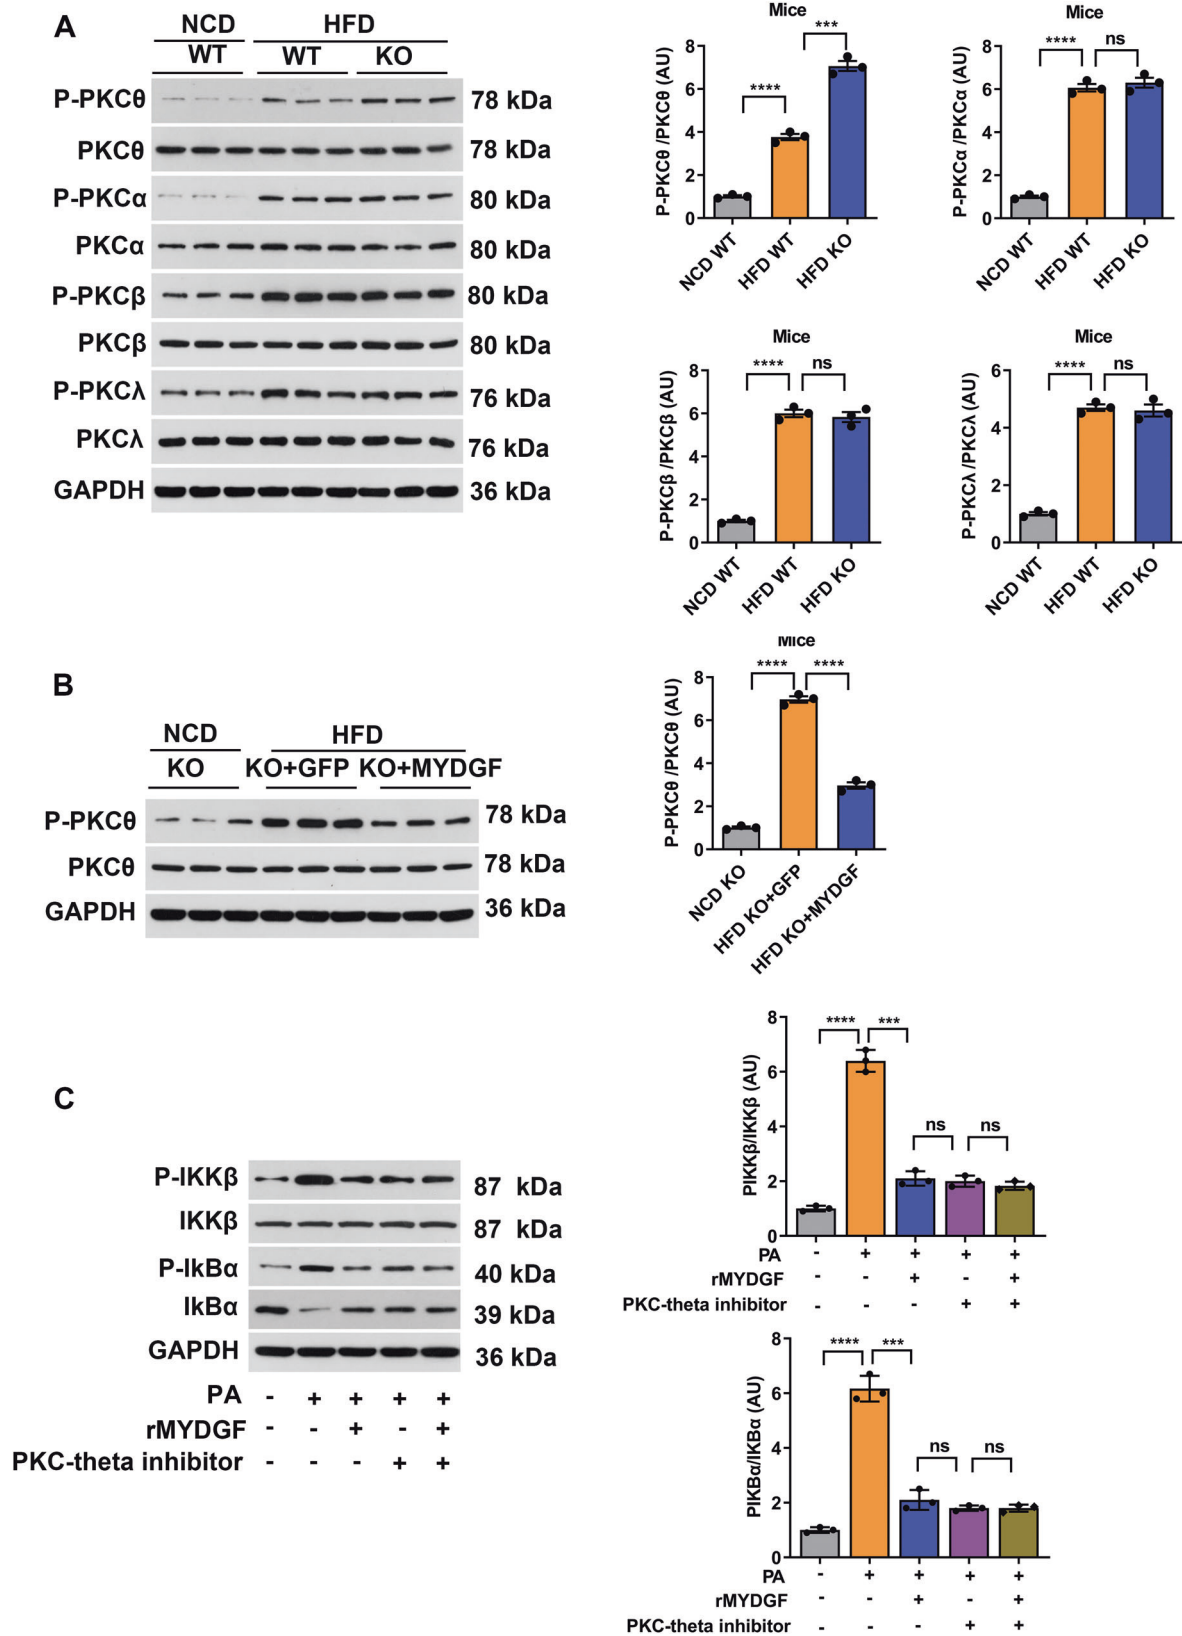 A
NCD HFD
WT WT KO
P-PKCθ 78 kDa
PKCθ 78 kDa
P-PKCα 80 kDa
PKCα 80 kDa
P-PKCβ 80 kDa
PKCβ 80 kDa
P-PKCλ 76 kDa
PKCλ 76 kDa
GAPDH 36 kDa
Mice
P-PKCθ /PKCθ (AU)
8
6
4
2
0
**** ***
NCD WT HFD WT HFD KO
Mice
P-PKCα /PKCα (AU)
8
6
4
2
0
**** ns
NCD WT HFD WT HFD KO
Mice
P-PKCβ /PKCβ (AU)
8
6
4
2
0
**** ns
NCD WT HFD WT HFD KO
Mice
P-PKCλ /PKCλ (AU)
6
4
2
0
**** ns
NCD WT HFD WT HFD KO
B
NCD HFD
KO KO+GFP KO+MYDGF
P-PKCθ 78 kDa
PKCθ 78 kDa
GAPDH 36 kDa
Mice
P-PKCθ /PKCθ (AU)
8
6
4
2
0
**** ****
NCD KO HFD KO+GFP HFD KO+MYDGF
C
P-IKKβ 87 kDa
IKKβ 87 kDa
P-IkBα 40 kDa
IkBα 39 kDa
GAPDH 36 kDa
PA - + + + +
rMYDGF - - + - +
PKC-theta inhibitor - - - + +
PIKKβ/IKKβ (AU)
8
6
4
2
0
**** *** ns ns
PA - + + + +
rMYDGF - - + - +
PKC-theta inhibitor - - - + +
PIKBα/IKBα (AU)
8
6
4
2
0
**** *** ns ns
PA - + + + +
rMYDGF - - + - +
PKC-theta inhibitor - - - + +